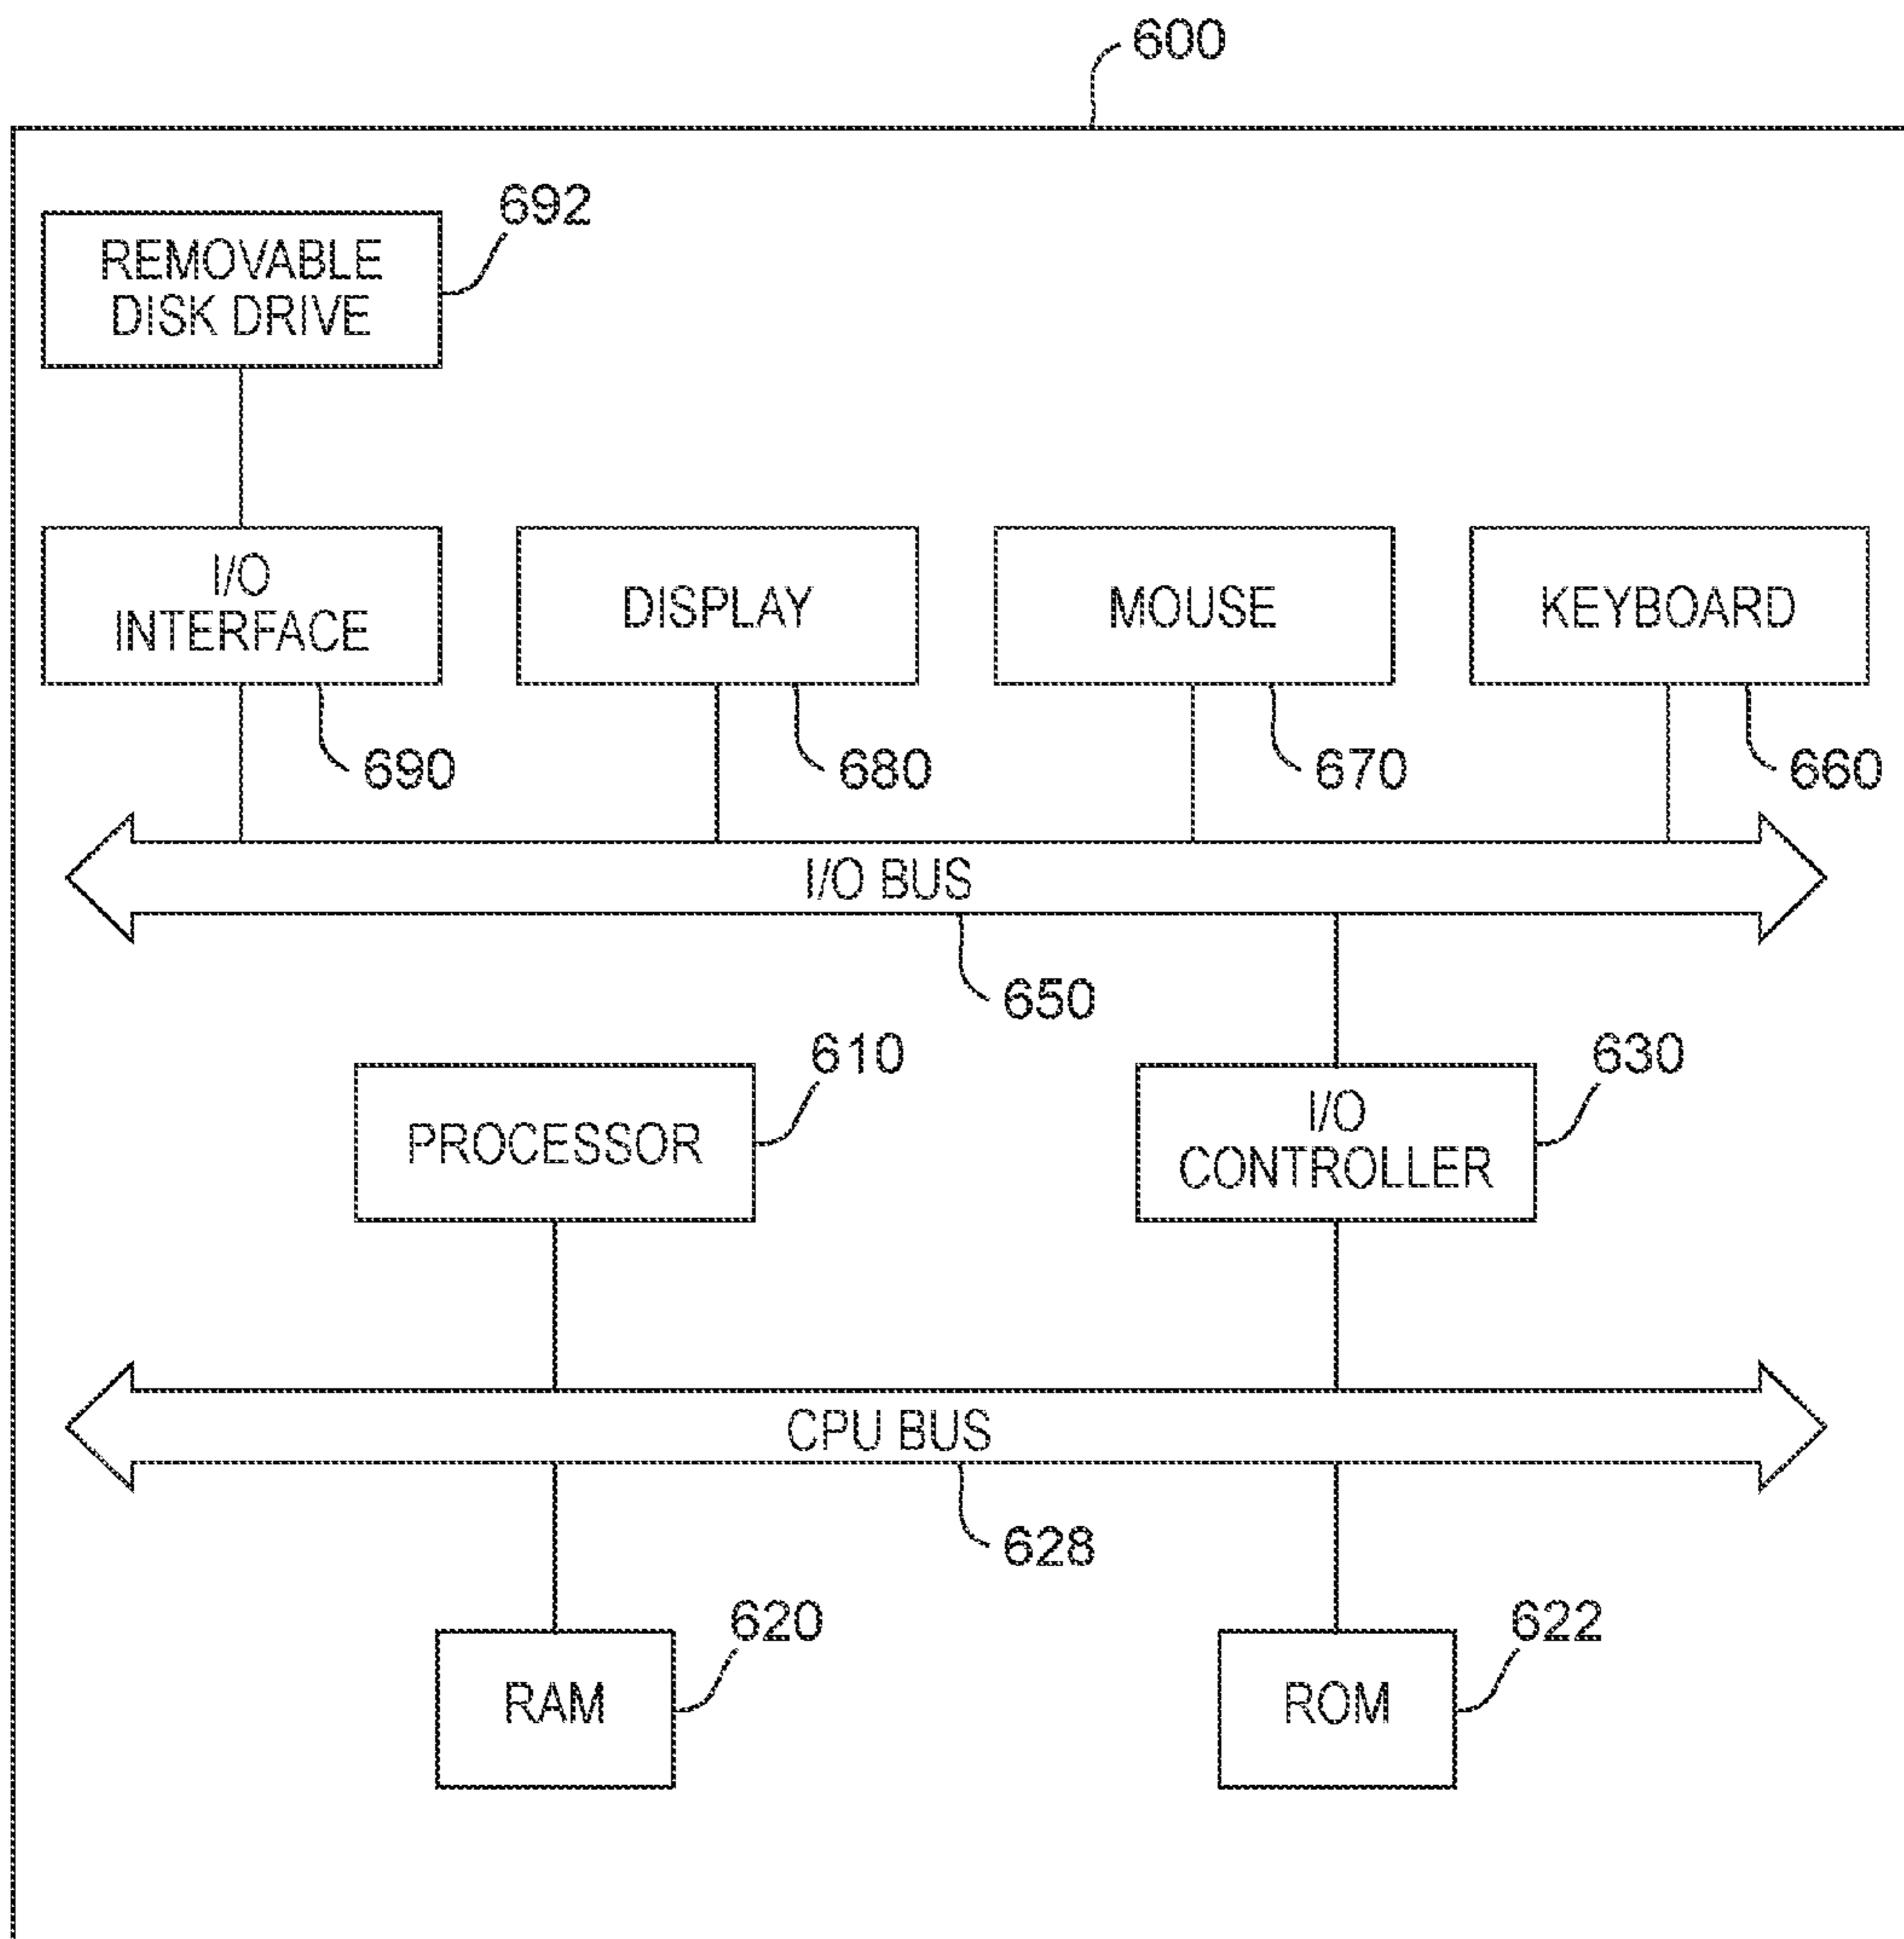 600
692
REMOVABLE
DISK DRIVE
I/O
INTERFACE
DISPLAY
MOUSE
KEYBOARD
690
680
670
660
I/O BUS
650
610
630
PROCESSOR
I/O
CONTROLLER
CPU BUS
628
620
622
RAM
ROM